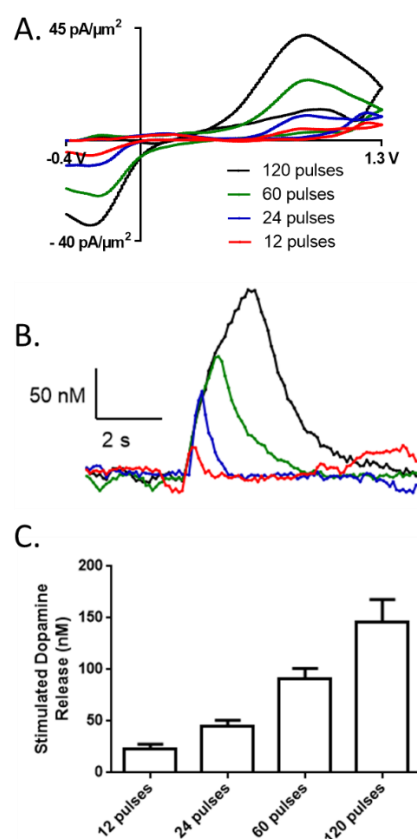 A.
45 pA/µm²
-0.4 V
1.3 V
120 pulses
60 pulses
24 pulses
12 pulses
- 40 pA/µm²
B.
50 nM
2 s
C.
Stimulated Dopamine
Release (nM)
200
150
100
50
0
12 pulses
24 pulses
60 pulses
120 pulses